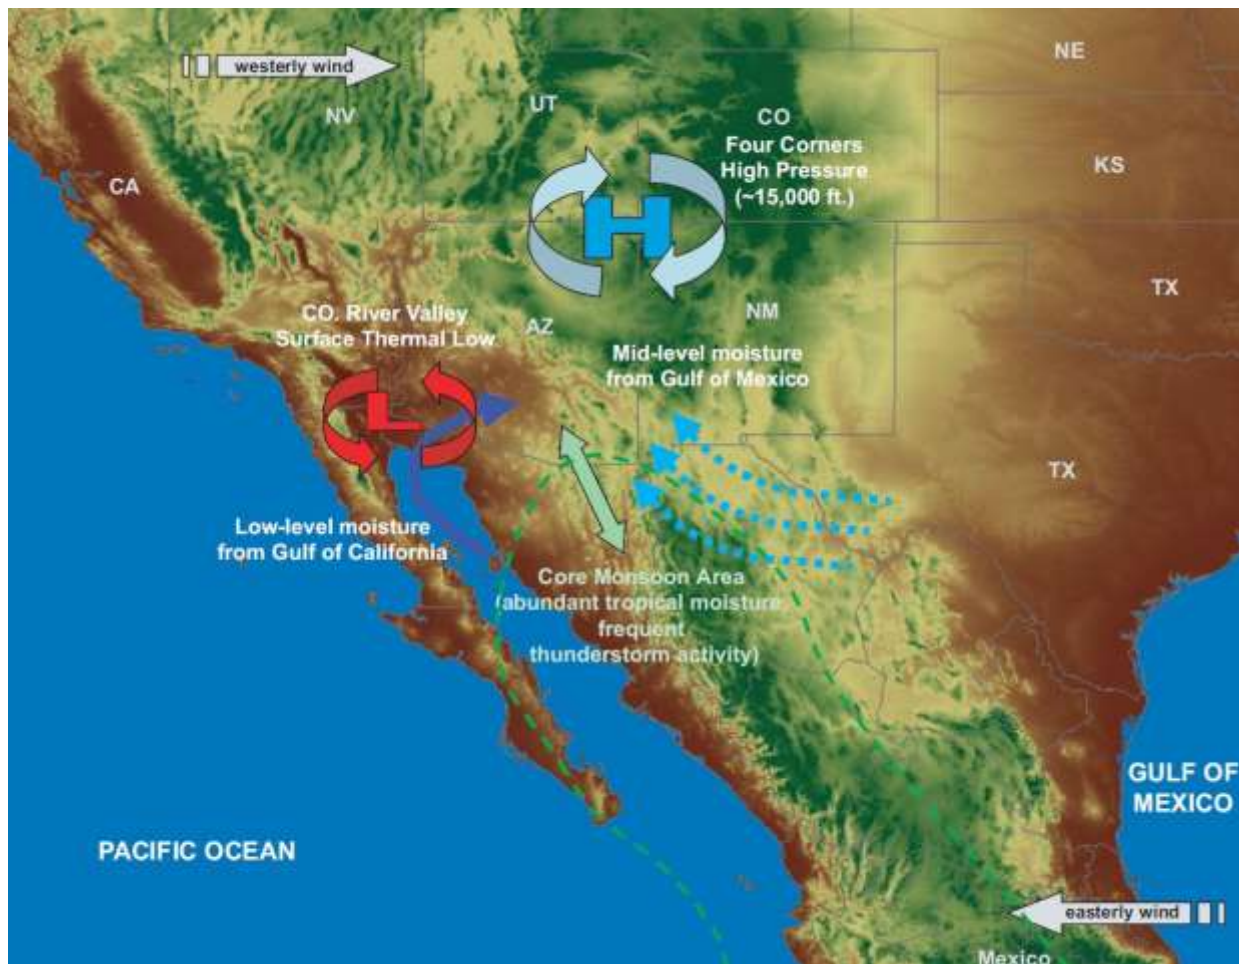 westerly wind
NV
UT
CO
Four Corners
High Pressure
(~15,000 ft.)
NE
KS
CA
H
TX
CO. River Valley
Surface Thermal Low
AZ
NM
Mid-level moisture
from Gulf of Mexico
L
TX
Low-level moisture
from Gulf of California
Core Monsoon Area
(abundant tropical moisture
frequent
thunderstorm activity)
GULF OF
MEXICO
PACIFIC OCEAN
easterly wind
Mexico